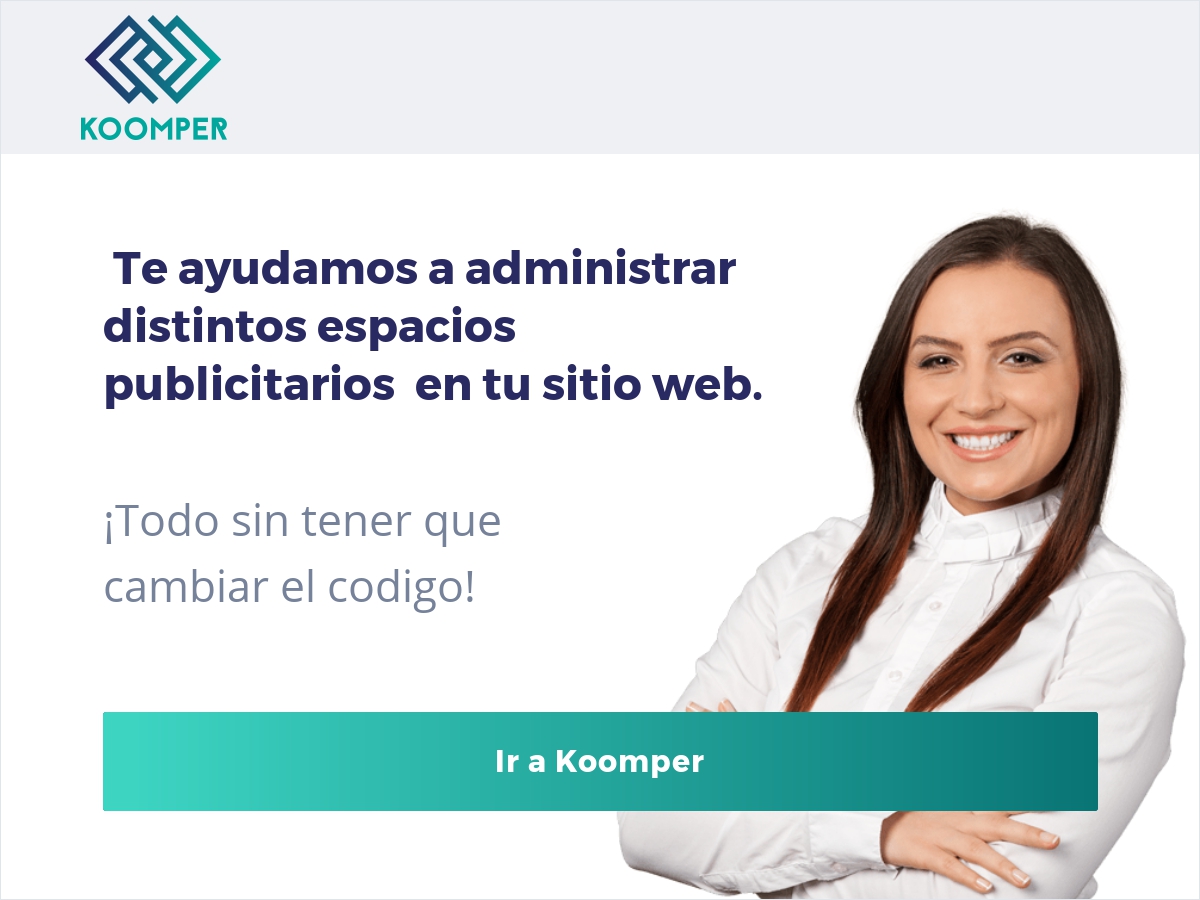 KOOMPER
Te ayudamos a administrar
distintos espacios
publicitarios en tu sitio web.
¡Todo sin tener que
cambiar el codigo!
Ir a Koomper